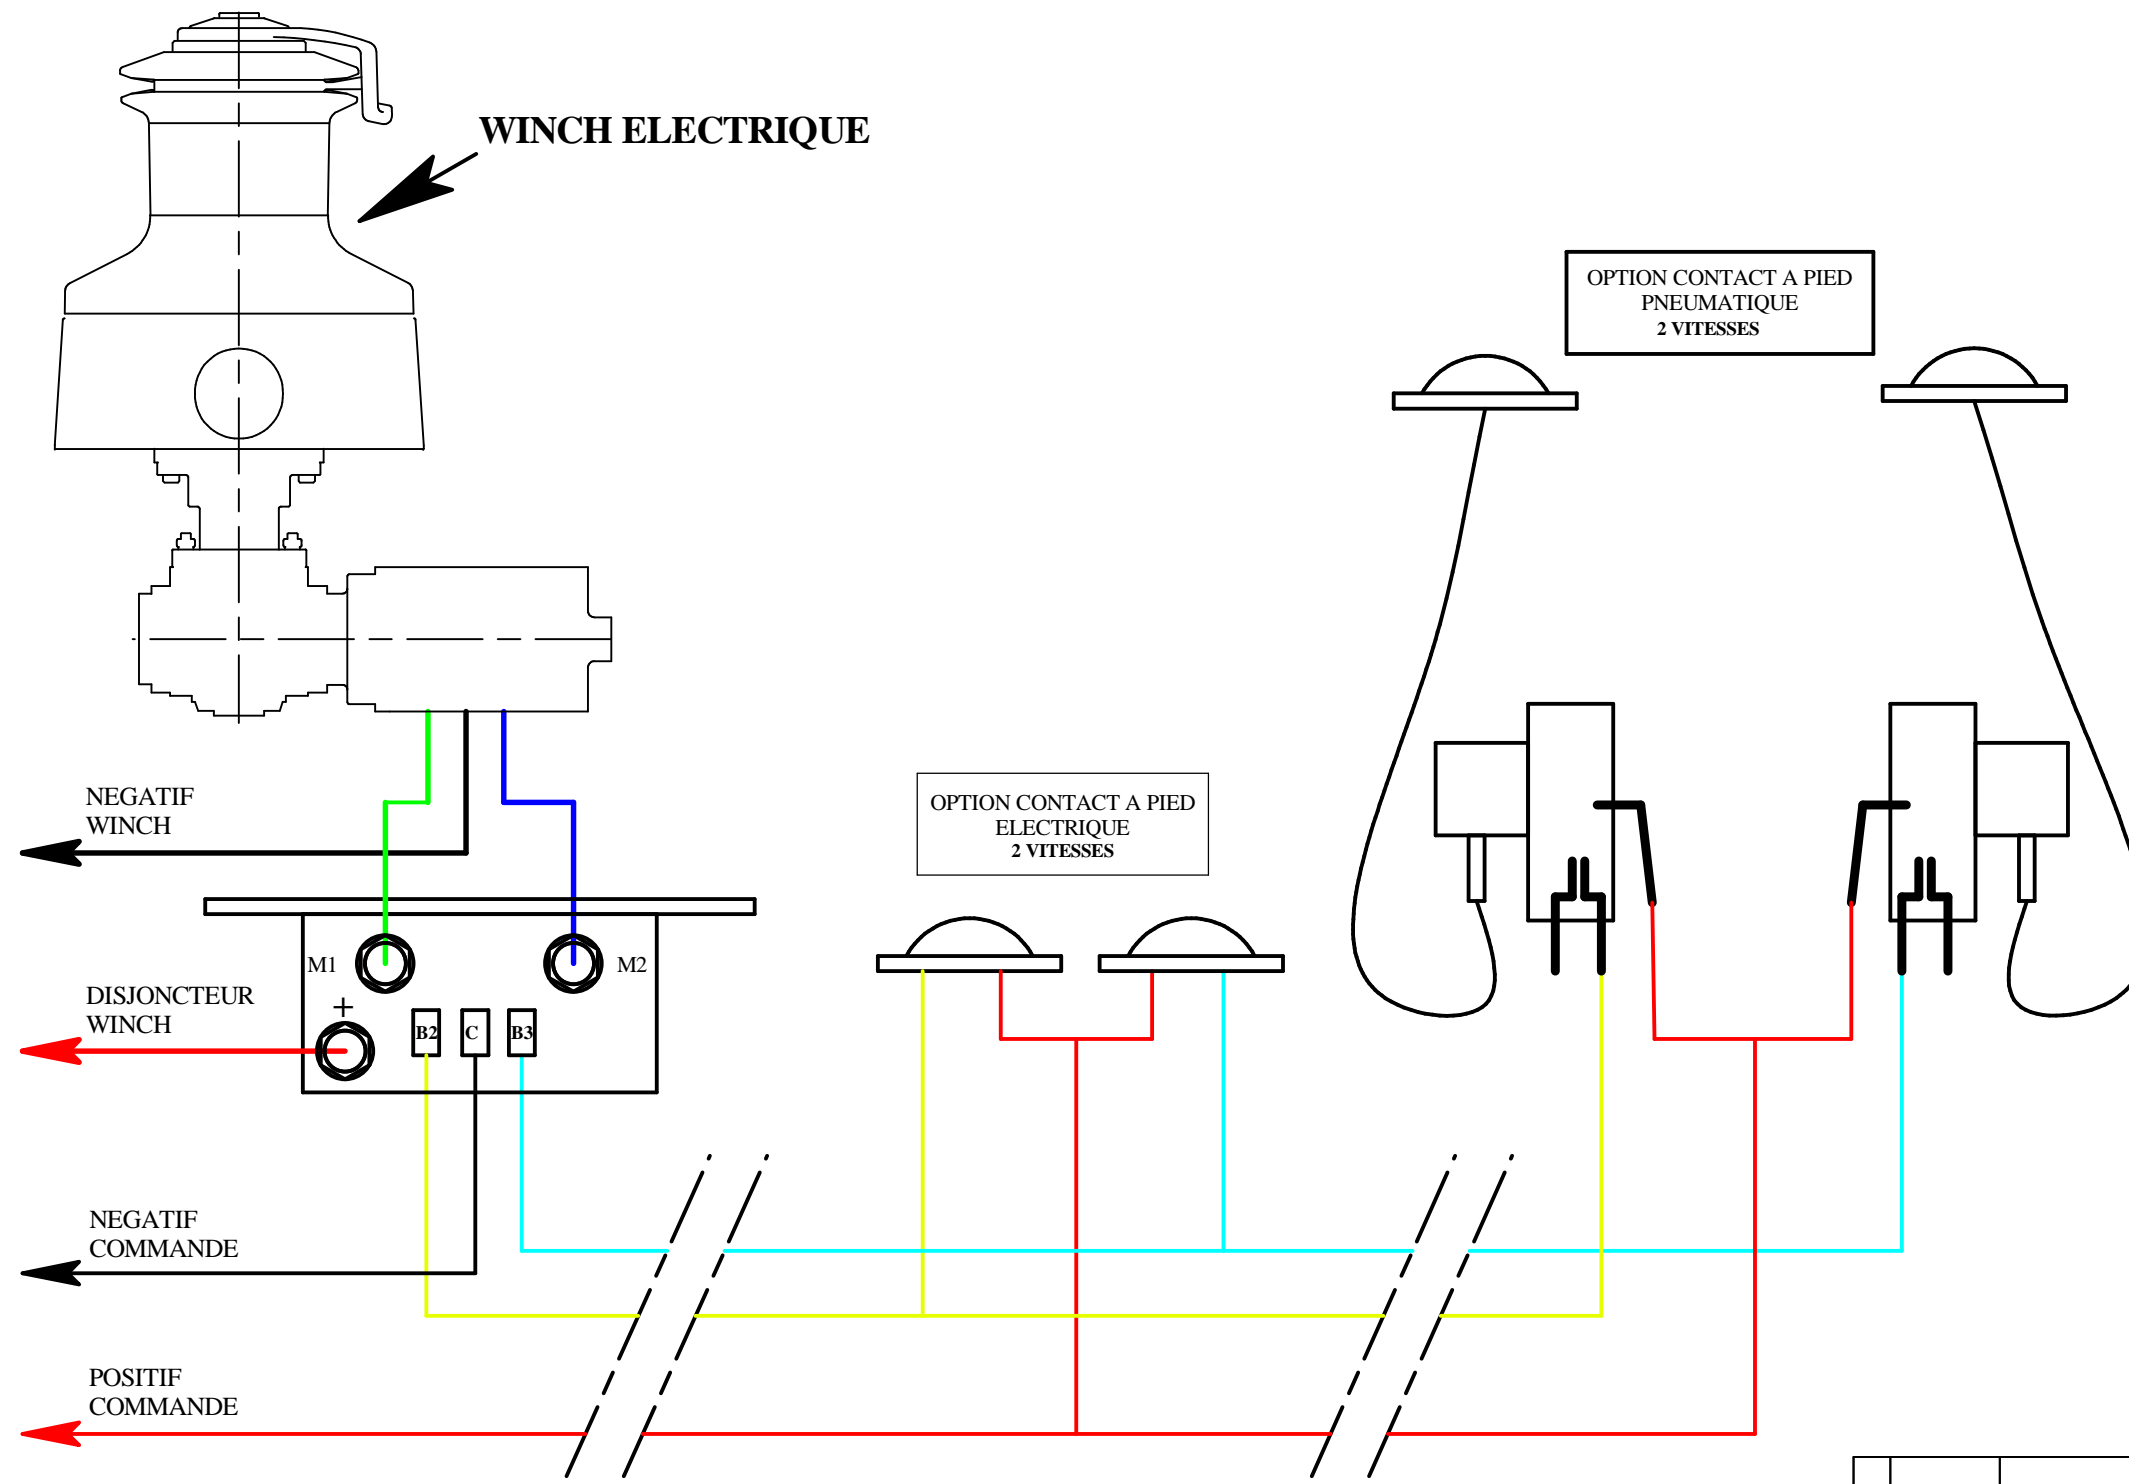 WINCH ELECTRIQUE
OPTION CONTACT A PIED
PNEUMATIQUE
2 VITESSES
NEGATIF
WINCH
OPTION CONTACT A PIED
ELECTRIQUE
2 VITESSES
M1
M2
DISJONCTEUR
WINCH
+
B2
C
B3
NEGATIF
COMMANDE
POSITIF
COMMANDE